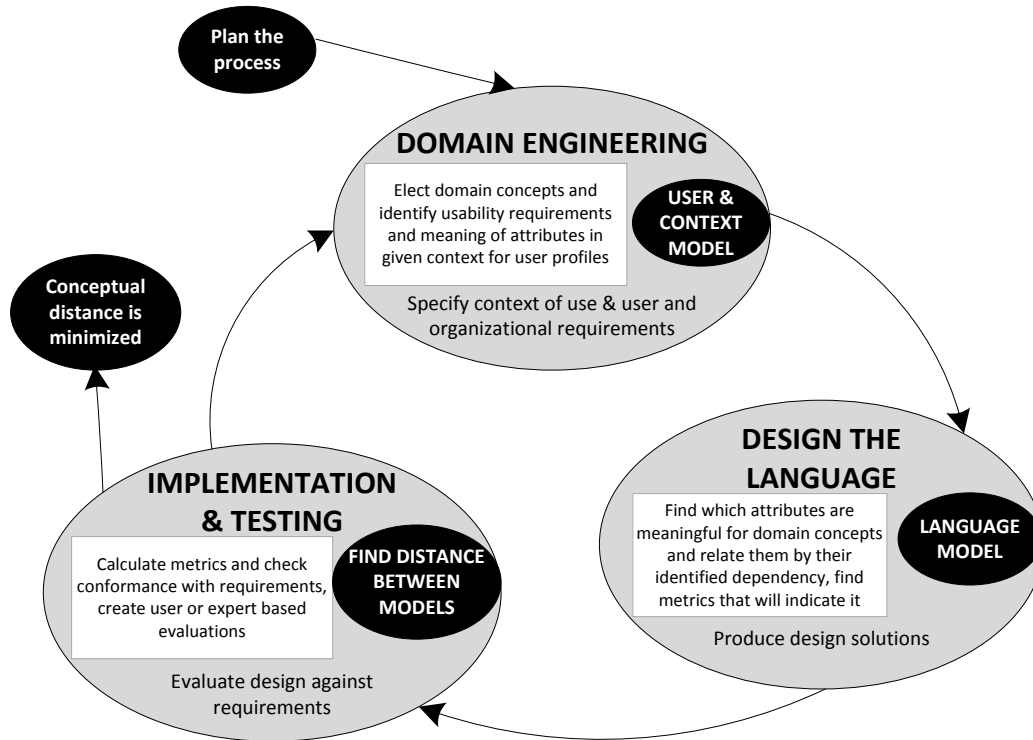 Plan the
process
DOMAIN ENGINEERING
Elect domain concepts and
identify usability requirements
and meaning of attributes in
given context for user profiles
USER &
CONTEXT
MODEL
Specify context of use & user and
organizational requirements
Conceptual
distance is
minimized
DESIGN THE
LANGUAGE
Find which attributes are
meaningful for domain concepts
and relate them by their
identified dependency, find
metrics that will indicate it
LANGUAGE
MODEL
Produce design solutions
IMPLEMENTATION
& TESTING
Calculate metrics and check
conformance with requirements,
create user or expert based
evaluations
FIND DISTANCE
BETWEEN
MODELS
Evaluate design against
requirements